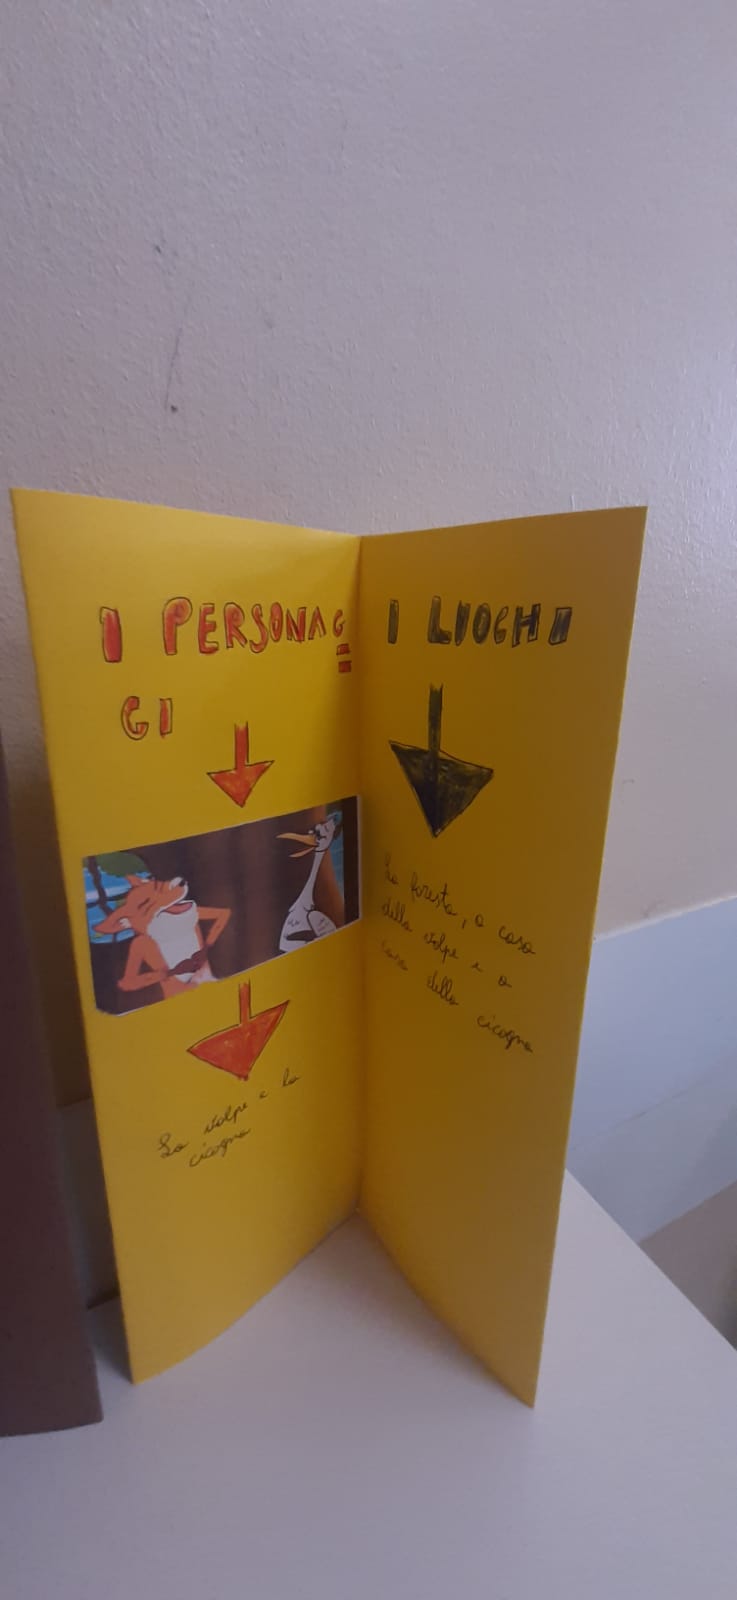 I PERSONAG
GI
La volpe e la
cicogna
I LUOGHI
La foresta, a casa
della volpe e a
casa della cicogna